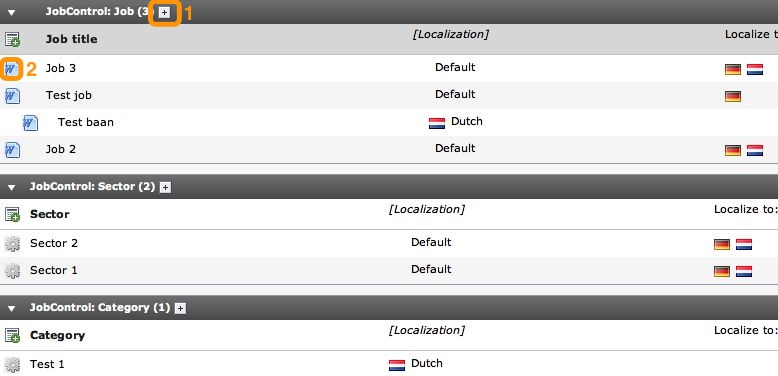 JobControl: Job (3) 1
Job title [Localization] Localize t
2 Job 3 Default
Test job Default
Test baan Dutch
Job 2 Default
JobControl: Sector (2)
Sector [Localization] Localize to:
Sector 2 Default
Sector 1 Default
JobControl: Category (1)
Category [Localization] Localize to:
Test 1 Dutch